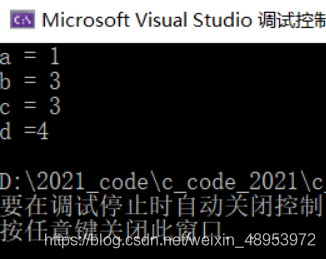 Microsoft Visual Studio 调试控制
a = 1
b = 3
c = 3
d =4
D:\2021_code\c_code_2021\c_
要在调试停止时自动关闭控制
按任意键关闭此窗口
https://blog.csdn.net/weixin_48953972